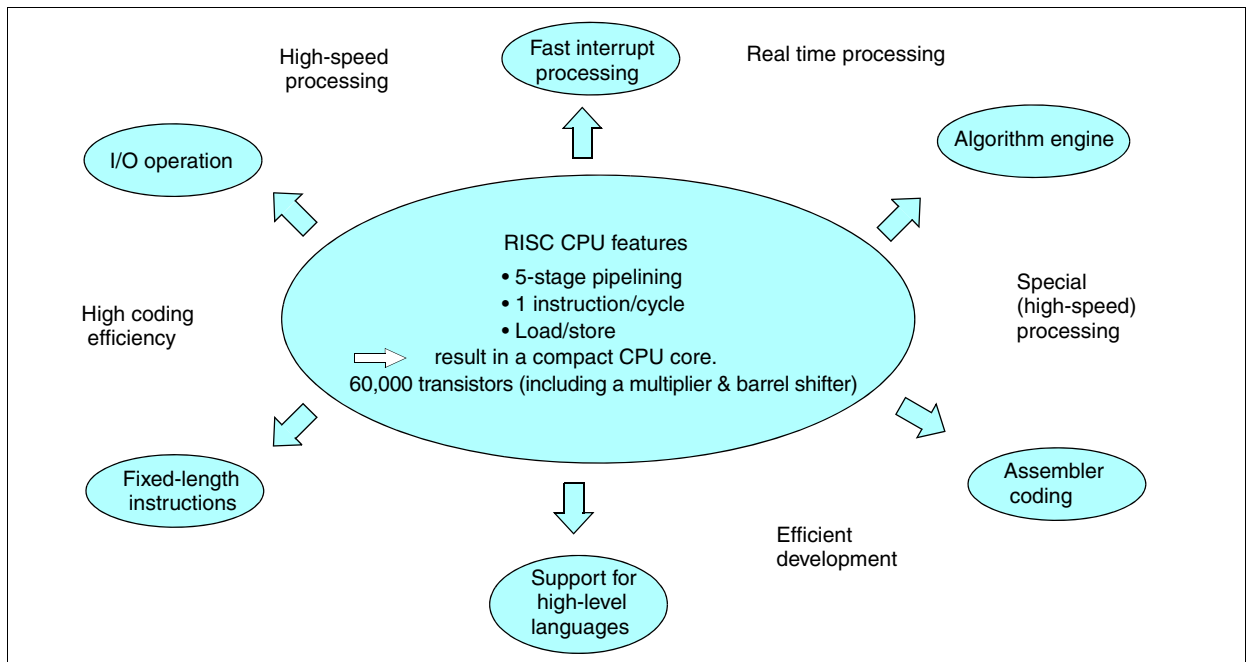 High-speed
processing
Fast interrupt
processing
Real time processing
I/O operation
Algorithm engine
RISC CPU features
• 5-stage pipelining
• 1 instruction/cycle
• Load/store
result in a compact CPU core.
60,000 transistors (including a multiplier & barrel shifter)
High coding
efficiency
Special
(high-speed)
processing
Fixed-length
instructions
Assembler
coding
Efficient
development
Support for
high-level
languages